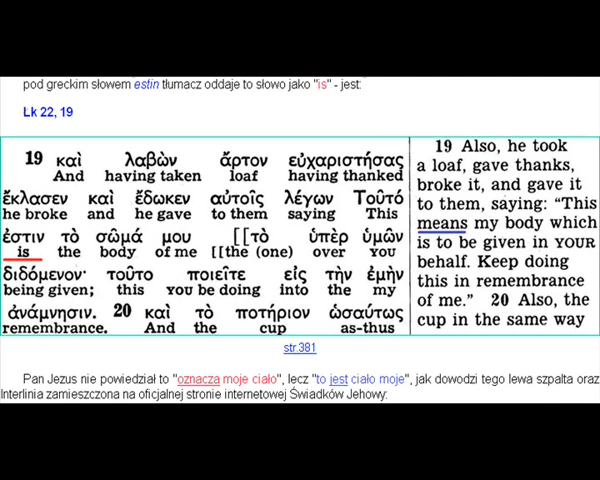 pod greckim słowem estin tłumacz oddaje to słowo jako "is" - jest:
Łk 22, 19
19 καὶ λαβὼν ἄρτον εὐχαριστήσας
And having taken loaf having thanked
ἔκλασεν καὶ ἔδωκεν αὐτοῖς λέγων Τοῦτό
he broke and he gave to them saying This
ἐστιν τὸ σῶμά μου [[τὸ ὑπὲρ ὑμῶν
is the body of me [[the (one) over YOU
διδόμενον· τοῦτο ποιεῖτε εἰς τὴν ἐμὴν
being given; this YOU be doing into the my
ἀνάμνησιν. 20 καὶ τὸ ποτήριον ὡσαύτως
remembrance. And the cup as-thus
19 Also, he took
a loaf, gave thanks,
broke it, and gave it
to them, saying: “This
means my body which
is to be given in YOUR
behalf. Keep doing
this in remembrance
of me.” 20 Also, the
cup in the same way
str.381
Pan Jezus nie powiedział to "oznacza moje ciało", lecz "to jest ciało moje", jak dowodzi tego lewa szpalta oraz
Interlinia zamieszczona na oficjalnej stronie internetowej Świadków Jehowy: